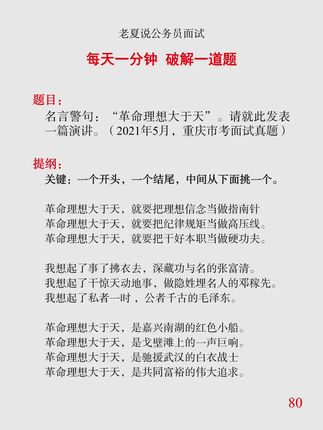 老夏说公务员面试
每天一分钟 破解一道题
题目：
名言警句：“革命理想大于天”。请就此发表
一篇演讲。（2021年5月，重庆市考面试真题）
提纲：
关键：一个开头，一个结尾，中间从下面挑一个。
革命理想大于天，就要把理想信念当做指南针
革命理想大于天，就要把纪律规矩当做高压线。
革命理想大于天，就要把干好本职当做硬功夫。
我想起了事了拂衣去，深藏功与名的张富清。
我想起了干惊天动地事，做隐姓埋名人的邓稼先。
我想起了私者一时，公者千古的毛泽东。
革命理想大于天，是嘉兴南湖的红色小船。
革命理想大于天，是戈壁滩上的一声巨响。
革命理想大于天，是驰援武汉的白衣战士
革命理想大于天，是共同富裕的伟大追求。
80